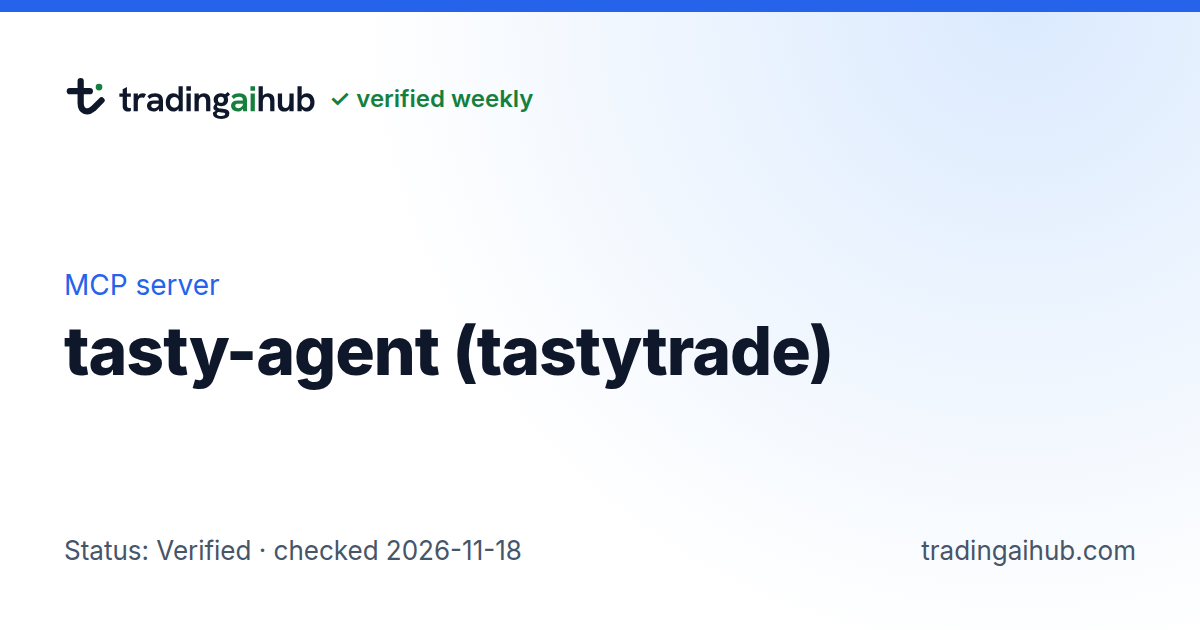 tradingaihub ✓ verified weekly
MCP server
tasty-agent (tastytrade)
Status: Verified · checked 2026-11-18
tradingaihub.com